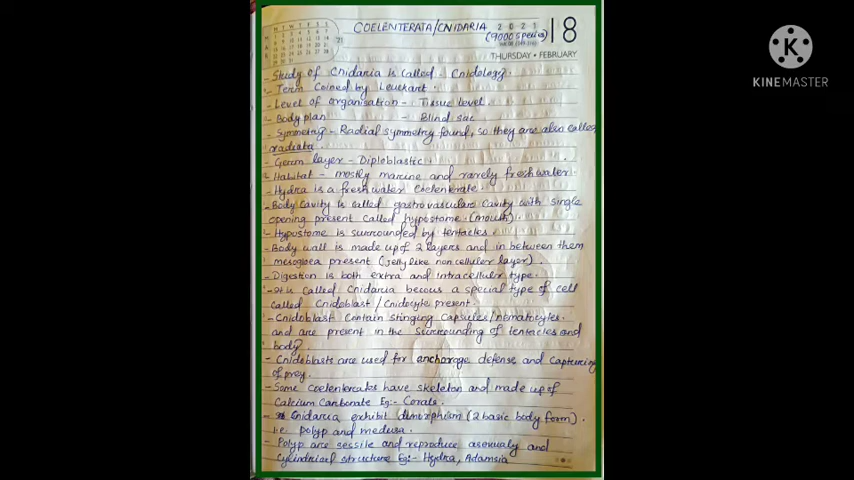 COELENTERATA/CNIDARIA 2021
(9000 species) 18
THURSDAY • FEBRUARY
K
KINEMASTER
- Study of Cnidaria is called Cnidology.
- Term Coined by Leuckart.
- Level of organisation - Tissue level
- Body plan - Blind sac
- Symmetry - Radial symmetry found, so they are also called
radiata.
- Germ layer - Diploblastic
- Habitat - mostly marine and rarely freshwater.
- Hydra is a freshwater coelenterate.
- Body cavity is called gastrovascular cavity with single
opening present called hypostome (mouth).
- Hypostome is surrounded by tentacles.
- Body wall is made up of 2 layers and in between them
mesogloea present (jelly like noncellular layer).
- Digestion is both extra and intracellular type.
- It is called Cnidaria becous a special type of cell
called Cnidoblast/Cnidocyte present.
- Cnidoblast Contain stinging capsules/nematocytes.
and are present in the surrounding of tentacles and
body.
- Cnidoblasts are used for anchorage defense and capturing
of prey.
- Some coelenterates have skeleton and made up of
Calcium Carbonate Eg:- Corals.
- Cnidaria exhibit dimorphism (2 basic body form).
i.e. polyp and medusa.
- Polyp are sessile and reproduce asexualy and
Cylindrical structure Eg:- Hydra, Adamsia